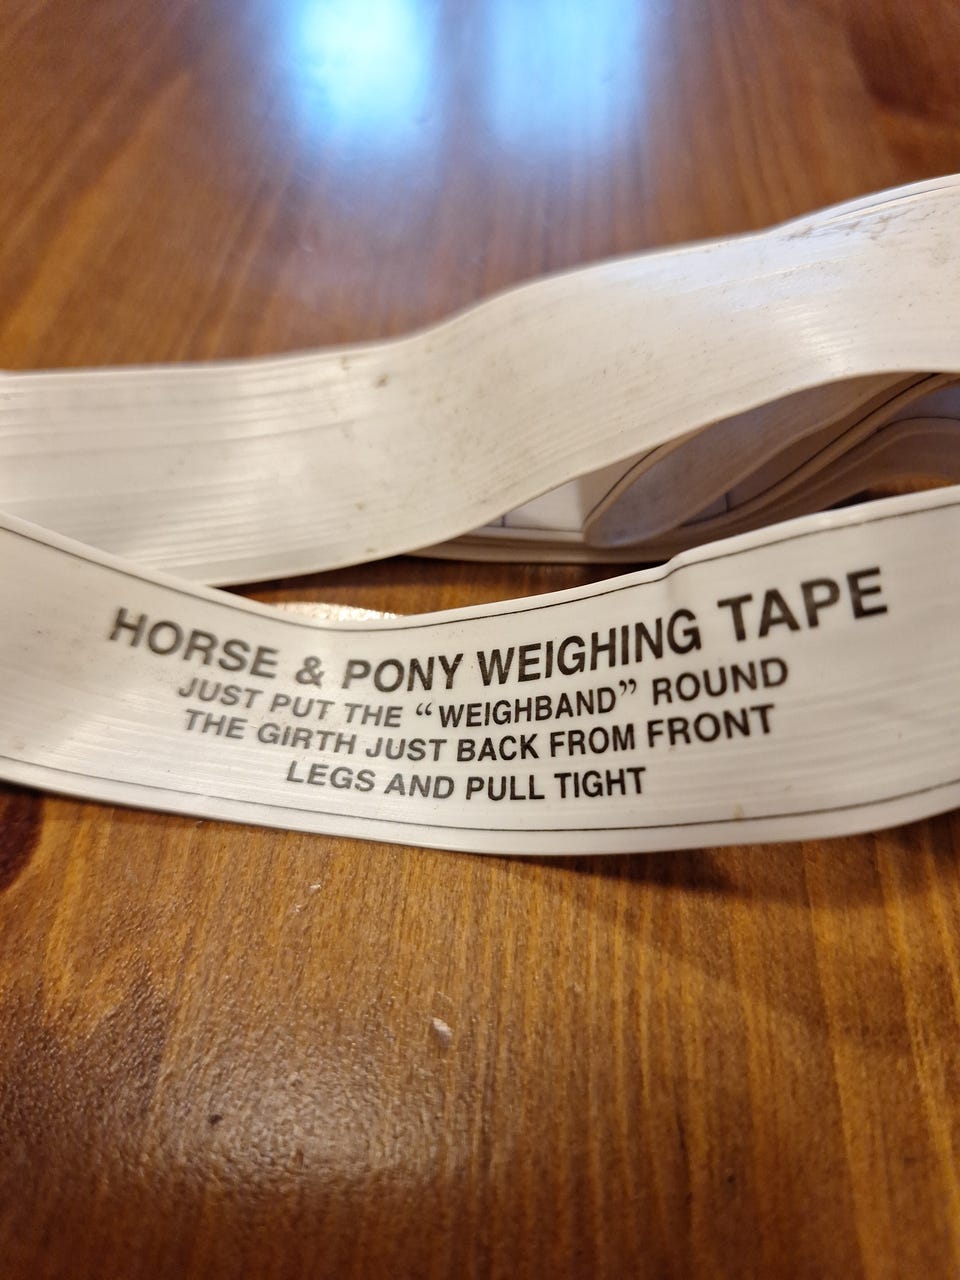 HORSE & PONY WEIGHING TAPE
JUST PUT THE “WEIGHBAND” ROUND
THE GIRTH JUST BACK FROM FRONT
LEGS AND PULL TIGHT